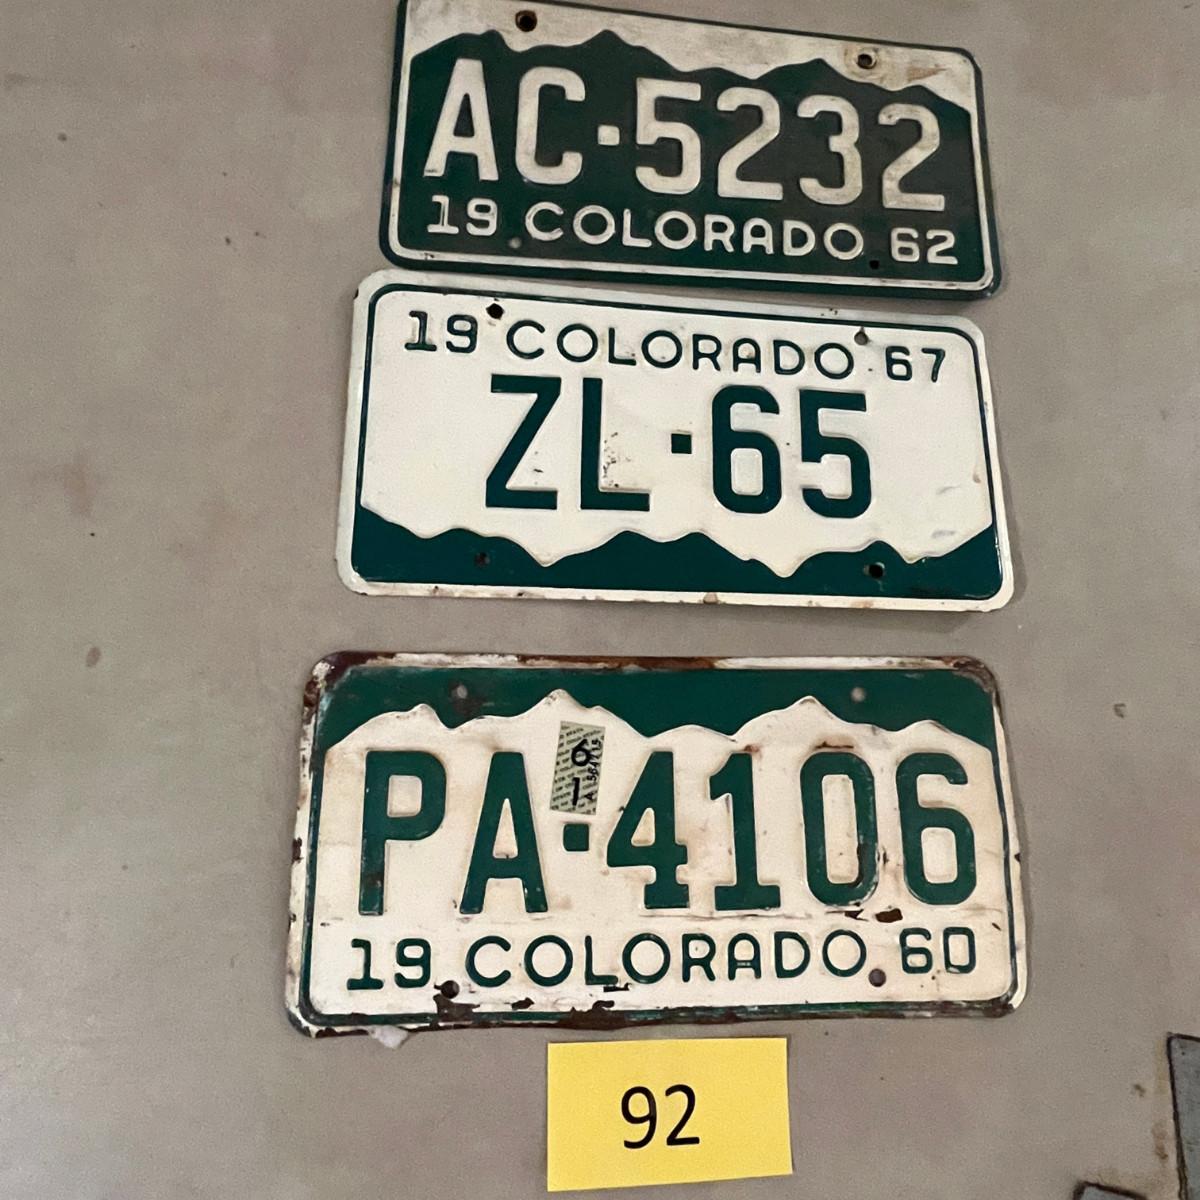 AC·5232
19 COLORADO 62
19 COLORADO 67
ZL·65
6
1
PA·4106
19 COLORADO 60
92